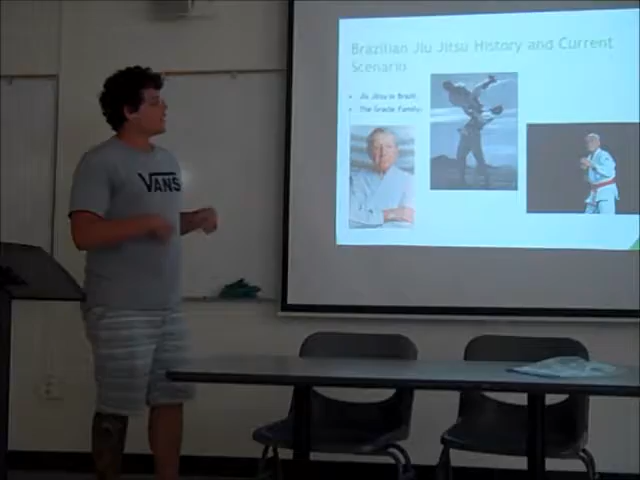 Brazilian Jiu Jitsu History and Current
Scenario
• Jiu Jitsu in Brazil;
• The Gracie Family;
VANS